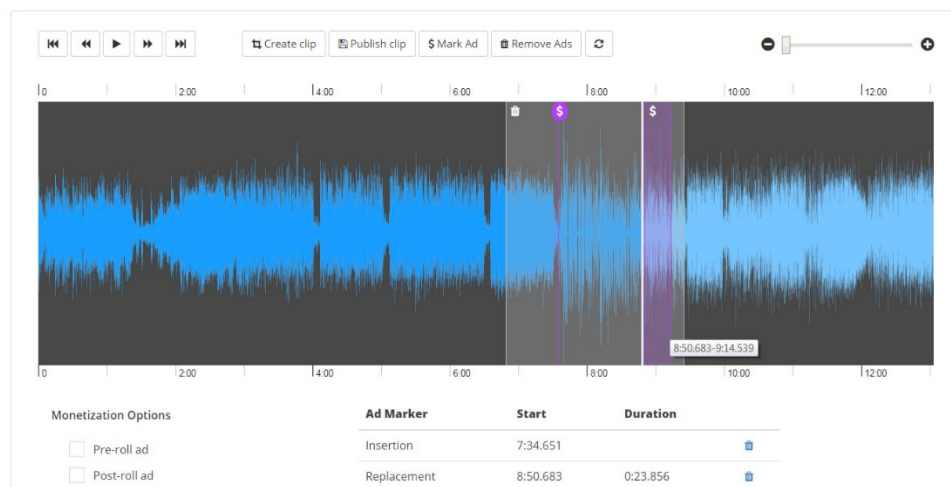 Create clip
Publish clip
$ Mark Ad
Remove Ads
0 2:00 4:00 6:00 8:00 10:00 12:00
$ $
8:50.683-9:14.539
0 2:00 4:00 6:00 8:00 10:00 12:00
Monetization Options
Pre-roll ad
Post-roll ad
Ad Marker Start Duration
Insertion 7:34.651
Replacement 8:50.683 0:23.856